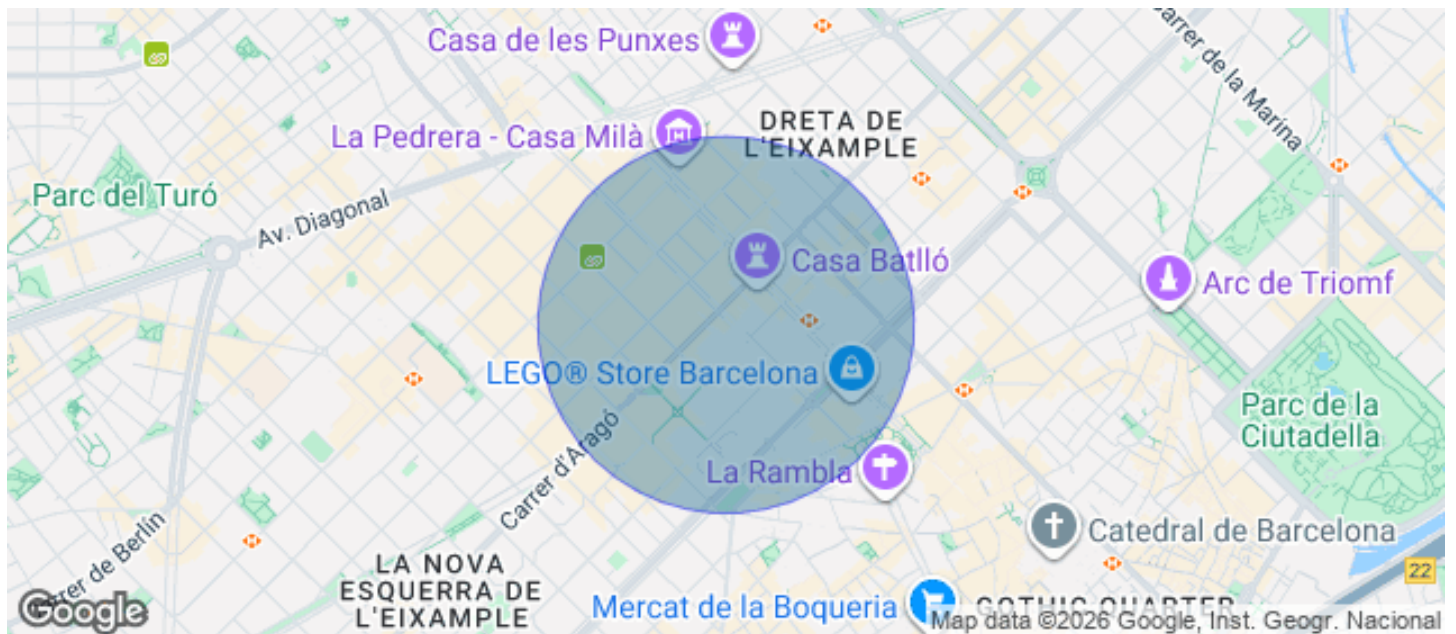 Casa de les Punxes
Carrer de la Marina
La Pedrera - Casa Milà
DRETA DE
L'EIXAMPLE
Parc del Turó
Av. Diagonal
Casa Batlló
Arc de Triomf
LEGO® Store Barcelona
Parc de la
Ciutadella
Carrer d'Aragó
La Rambla
Catedral de Barcelona
Carrer de Berlín
LA NOVA
ESQUERRA DE
L'EIXAMPLE
22
Mercat de la Boqueria
GOTHIC QUARTER
Google
Map data ©2026 Google, Inst. Geogr. Nacional